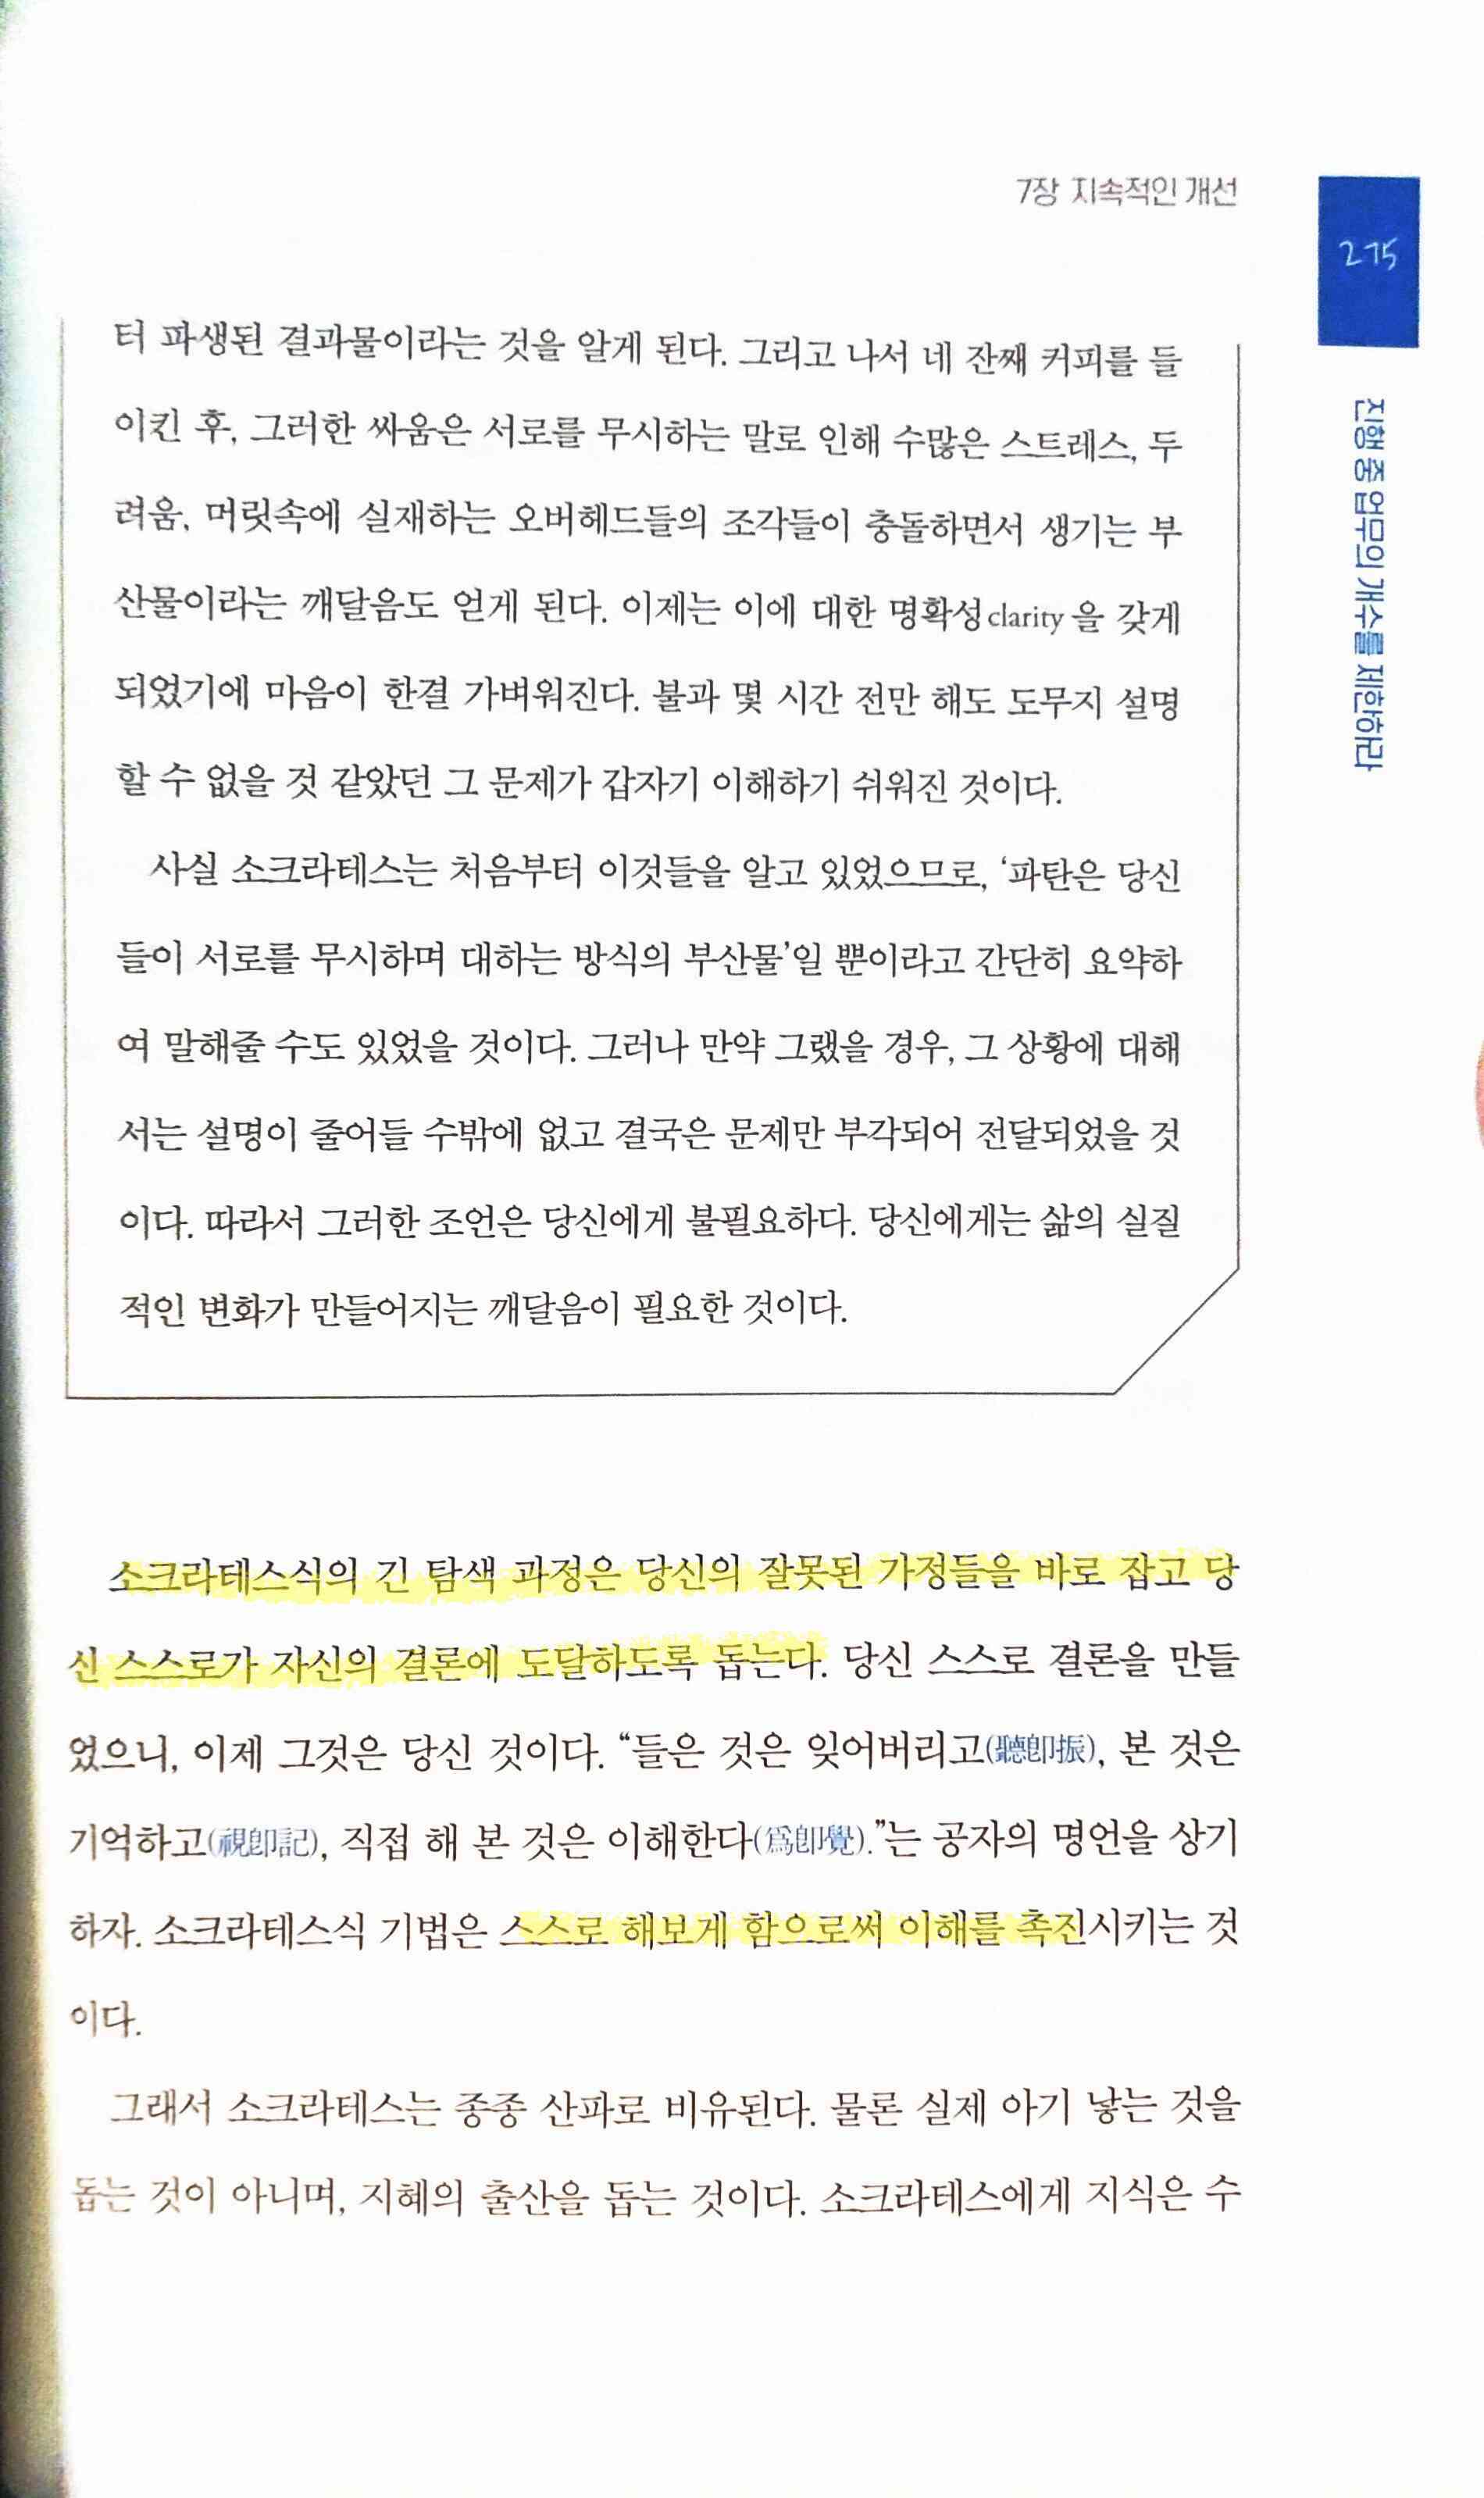 7장 지속적인 개선
275
진행 중 업무의 개수를 제한하라
터 파생된 결과물이라는 것을 알게 된다. 그리고 나서 네 잔째 커피를 들
이킨 후, 그러한 싸움은 서로를 무시하는 말로 인해 수많은 스트레스, 두
려움, 머릿속에 실재하는 오버헤드들의 조각들이 충돌하면서 생기는 부
산물이라는 깨달음도 얻게 된다. 이제는 이에 대한 명확성clarity을 갖게
되었기에 마음이 한결 가벼워진다. 불과 몇 시간 전만 해도 도무지 설명
할 수 없을 것 같았던 그 문제가 갑자기 이해하기 쉬워진 것이다.
사실 소크라테스는 처음부터 이것들을 알고 있었으므로, ‘파탄은 당신
들이 서로를 무시하며 대하는 방식의 부산물’일 뿐이라고 간단히 요약하
여 말해줄 수도 있었을 것이다. 그러나 만약 그랬을 경우, 그 상황에 대해
서는 설명이 줄어들 수밖에 없고 결국은 문제만 부각되어 전달되었을 것
이다. 따라서 그러한 조언은 당신에게 불필요하다. 당신에게는 삶의 실질
적인 변화가 만들어지는 깨달음이 필요한 것이다.
소크라테스식의 긴 탐색 과정은 당신의 잘못된 가정들을 바로 잡고 당
신 스스로가 자신의 결론에 도달하도록 돕는다. 당신 스스로 결론을 만들
었으니, 이제 그것은 당신 것이다. “들은 것은 잊어버리고(聽卽振), 본 것은
기억하고(視卽記), 직접 해 본 것은 이해한다(爲卽覺).”는 공자의 명언을 상기
하자. 소크라테스식 기법은 스스로 해보게 함으로써 이해를 촉진시키는 것
이다.
그래서 소크라테스는 종종 산파로 비유된다. 물론 실제 아기 낳는 것을
돕는 것이 아니며, 지혜의 출산을 돕는 것이다. 소크라테스에게 지식은 수